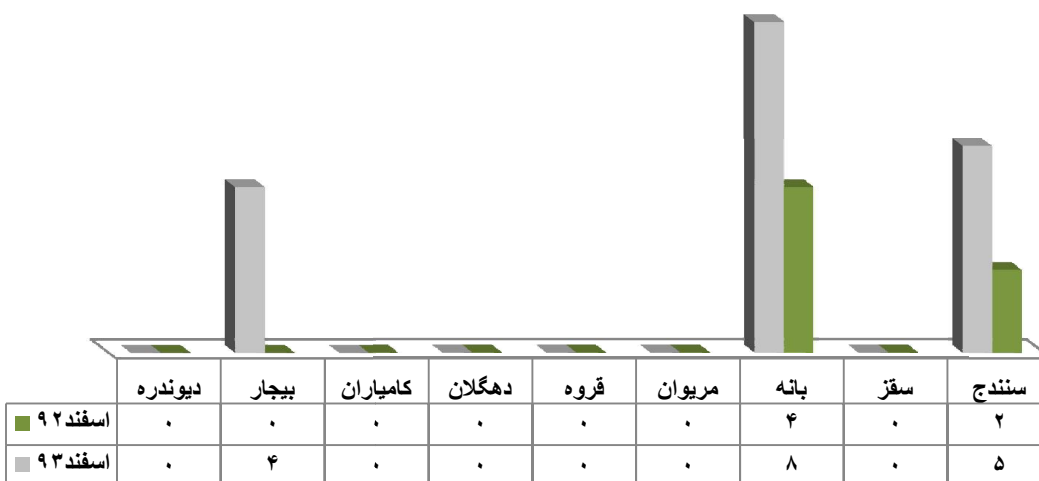 سنندج سقز بانه مریوان قروه دهگلان کامیاران بیجار دیوندره
اسفند۹۲ ۲ ۰ ۴ ۰ ۰ ۰ ۰ ۰ ۰
اسفند۹۳ ۵ ۰ ۸ ۰ ۰ ۰ ۰ ۴ ۰